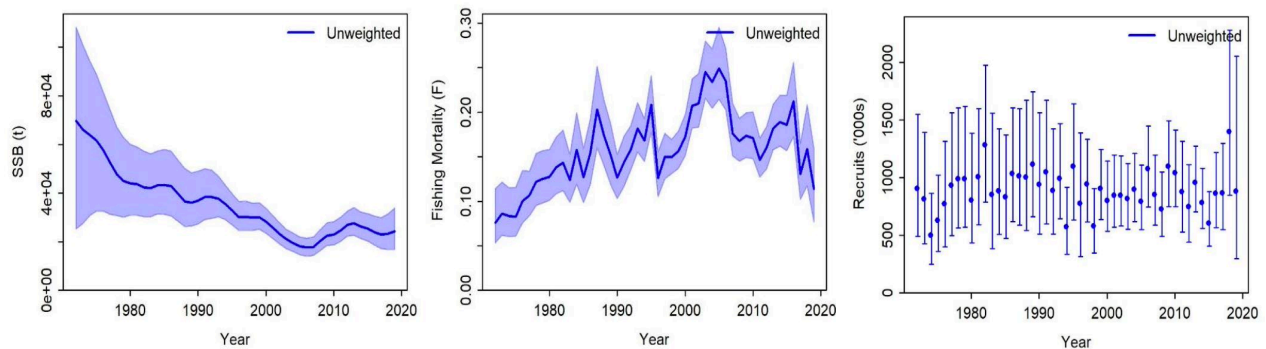 Unweighted
SSB (t)
8e+04
4e+04
0e+00
1980 1990 2000 2010 2020
Year
Unweighted
Fishing Mortality (F)
0.30
0.20
0.10
0.00
1980 1990 2000 2010 2020
Year
Unweighted
Recruits ('000s)
2000
1500
1000
500
0
1980 1990 2000 2010 2020
Year